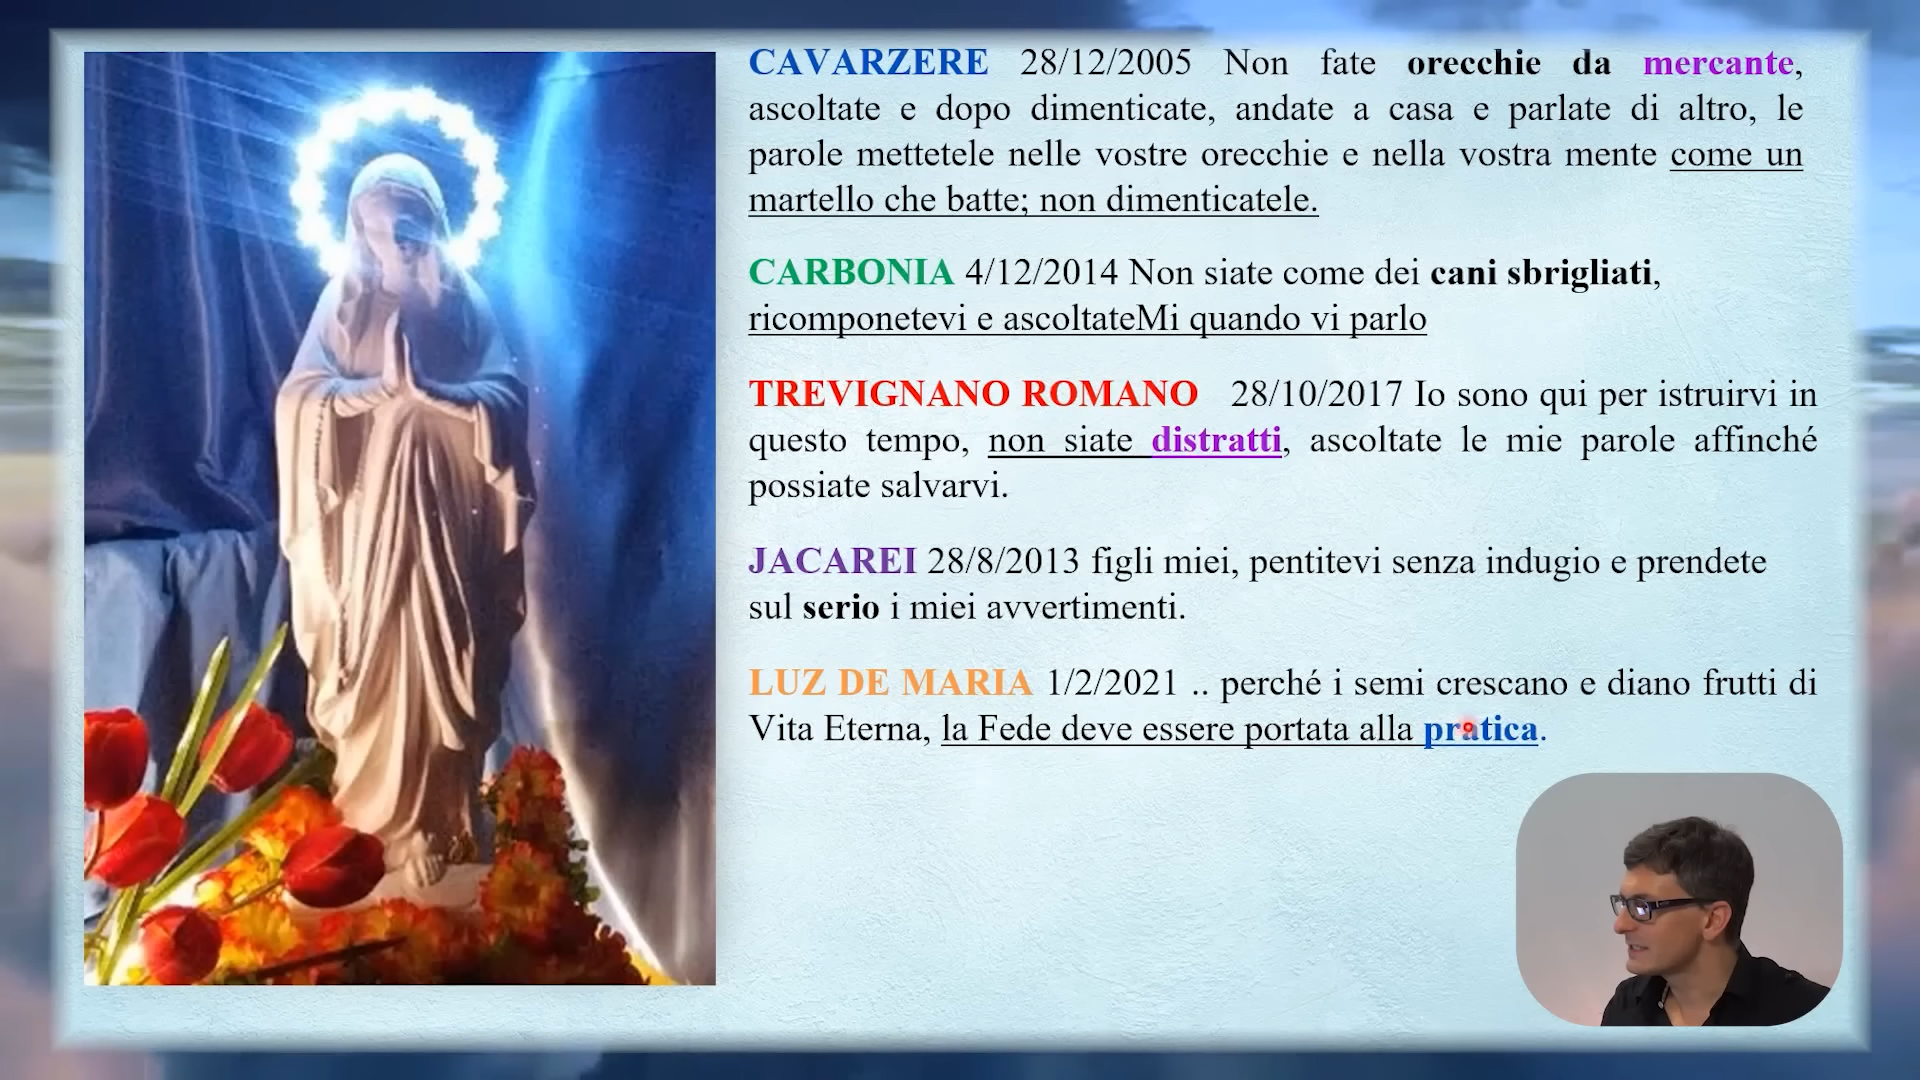 CAVARZERE 28/12/2005 Non fate orecchie da mercante,
ascoltate e dopo dimenticate, andate a casa e parlate di altro, le
parole mettetele nelle vostre orecchie e nella vostra mente come un
martello che batte; non dimenticatele.
CARBONIA 4/12/2014 Non siate come dei cani sbrigliati,
ricomponetevi e ascoltateMi quando vi parlo
TREVIGNANO ROMANO 28/10/2017 Io sono qui per istruirvi in
questo tempo, non siate distratti, ascoltate le mie parole affinché
possiate salvarvi.
JACAREI 28/8/2013 figli miei, pentitevi senza indugio e prendete
sul serio i miei avvertimenti.
LUZ DE MARIA 1/2/2021 .. perché i semi crescano e diano frutti di
Vita Eterna, la Fede deve essere portata alla pratica.